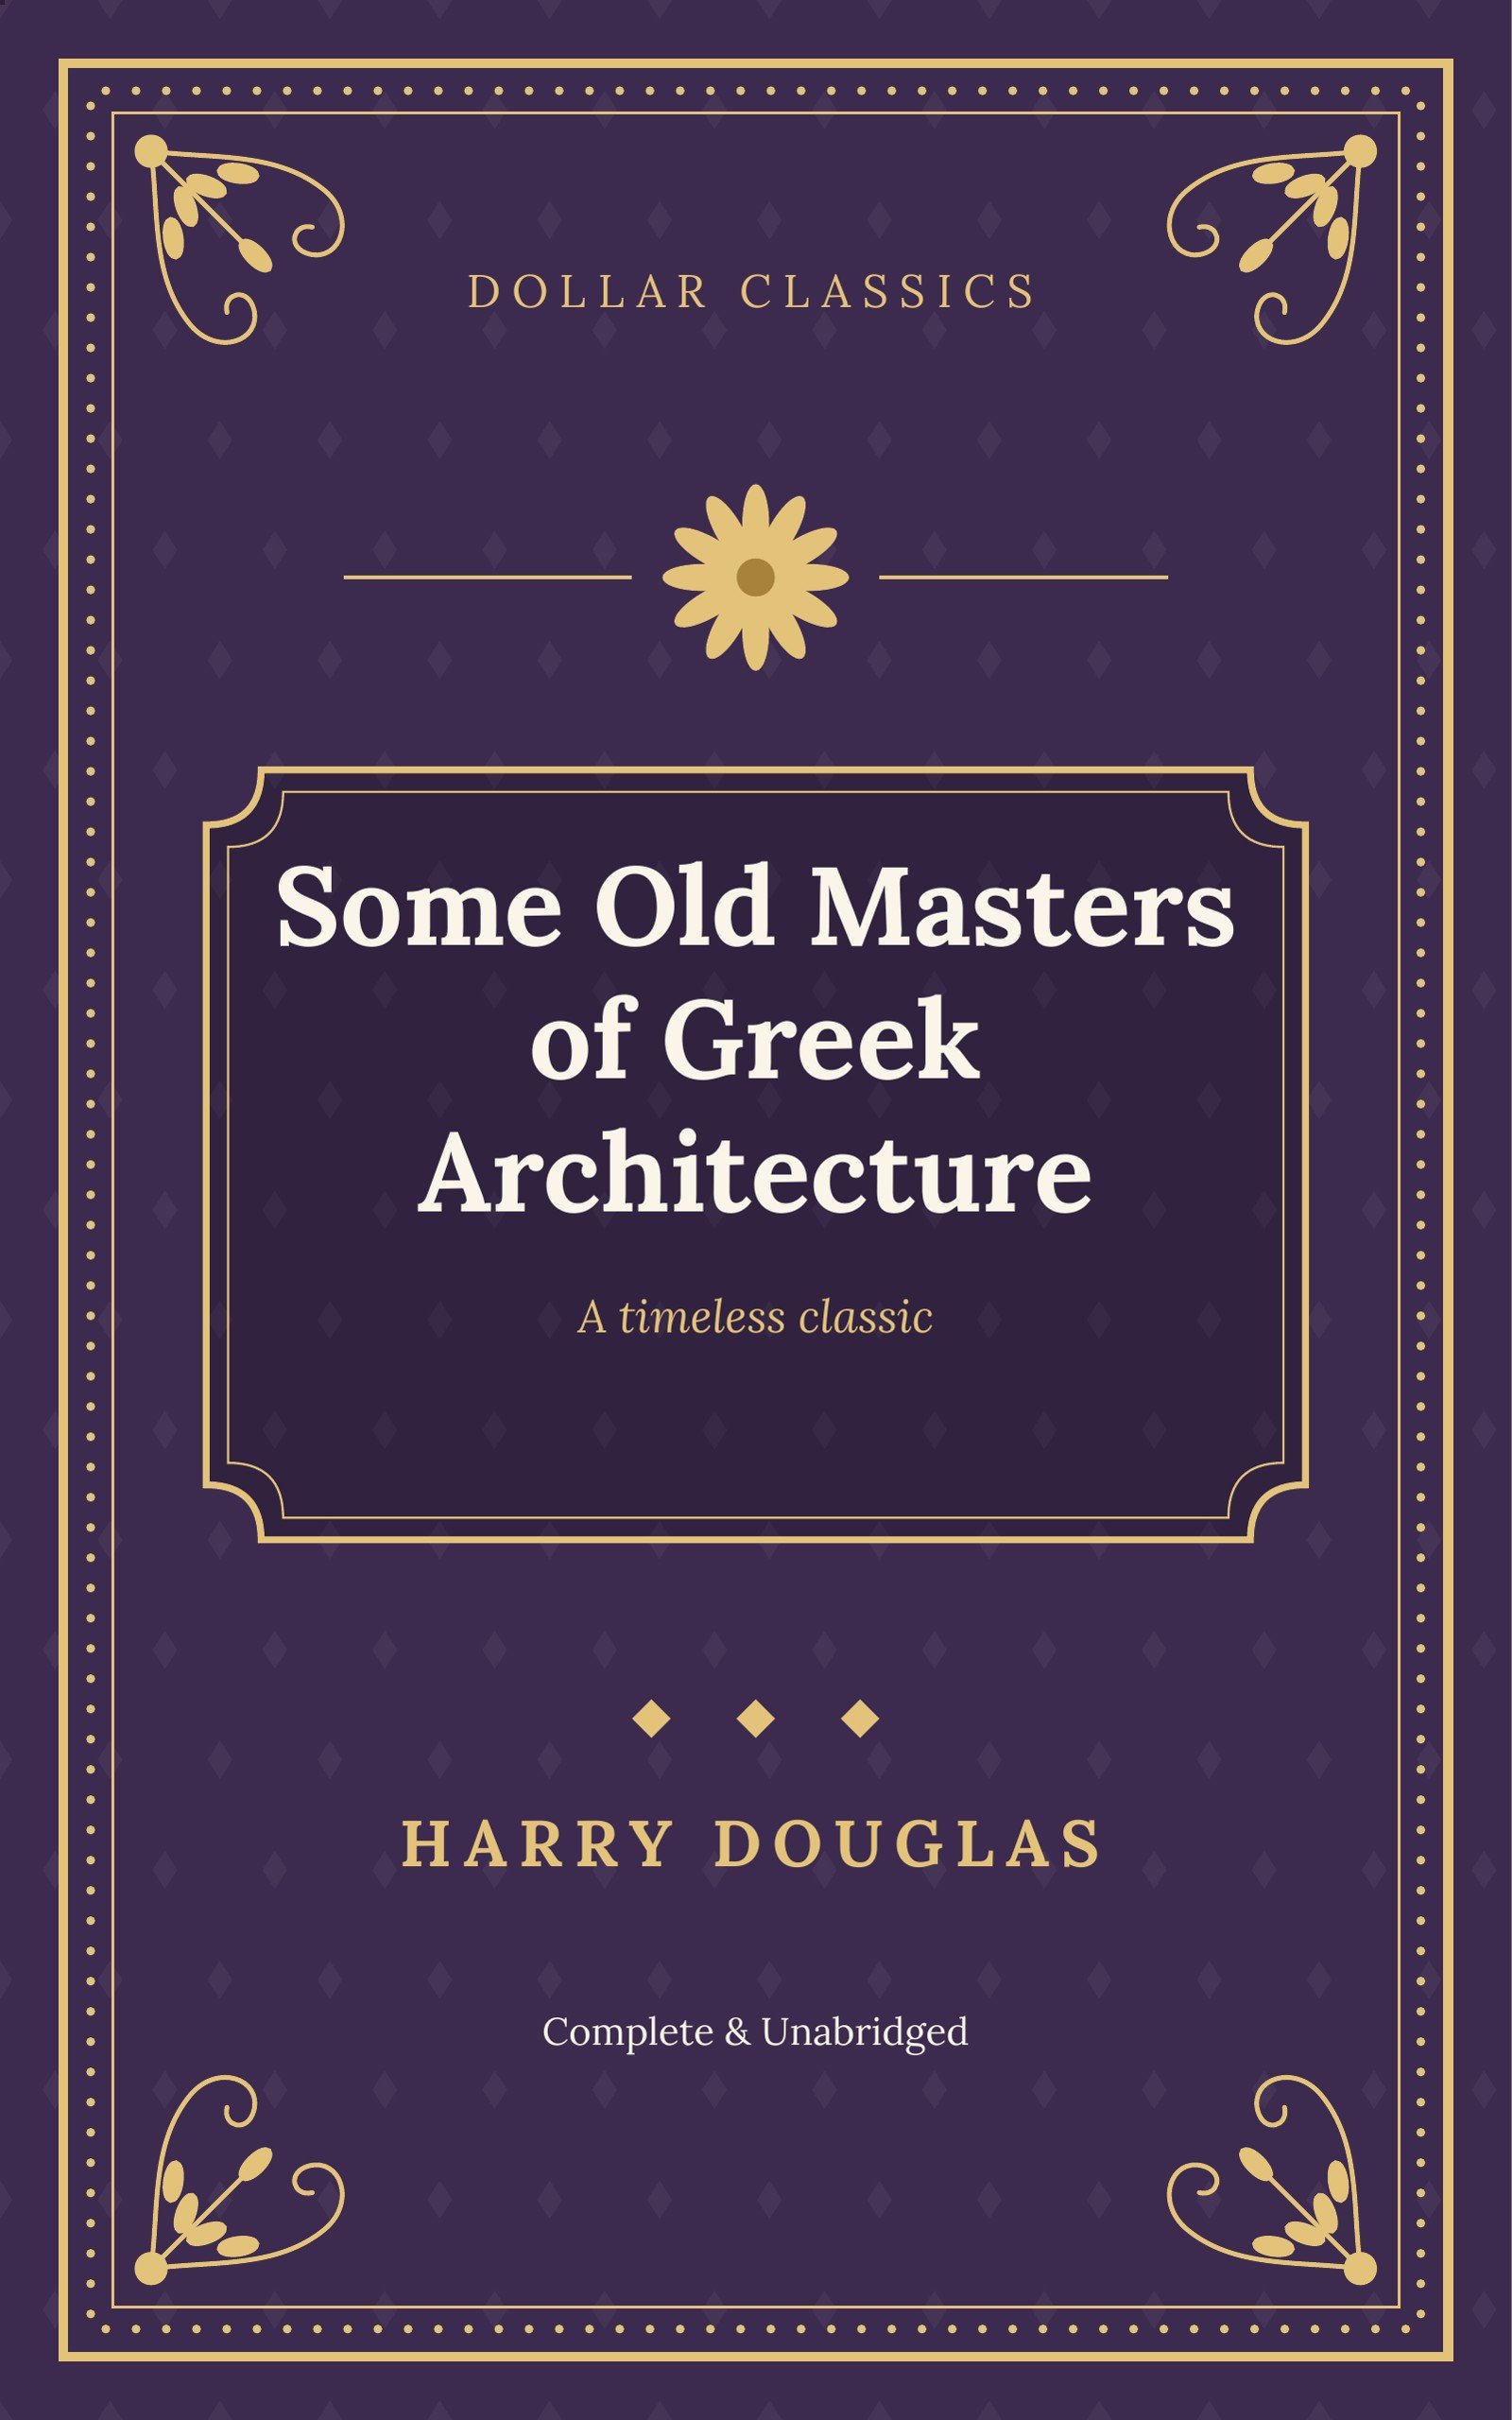 DOLLAR CLASSICS
Some Old Masters
of Greek
Architecture
A timeless classic
HARRY DOUGLAS
Complete & Unabridged